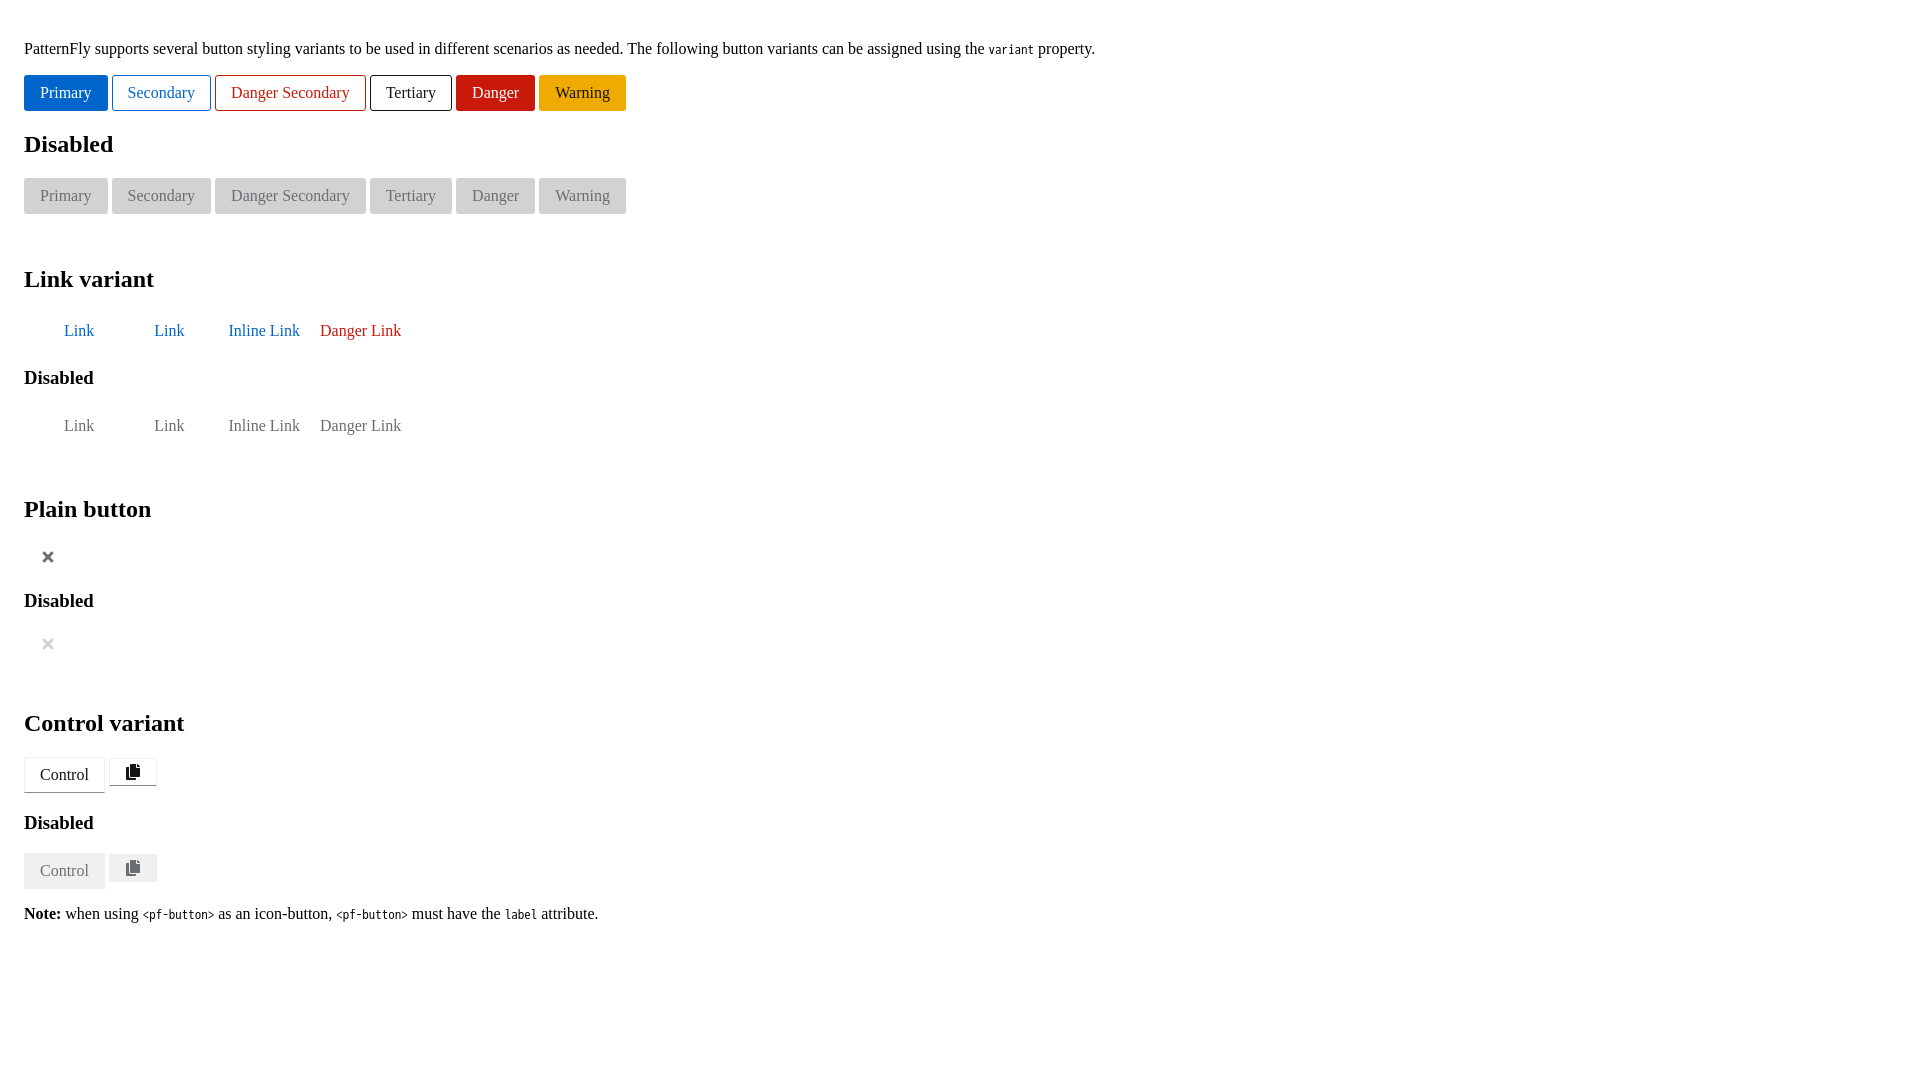 PatternFly supports several button styling variants to be used in different scenarios as needed. The following button variants can be assigned using the variant property.
Primary Secondary Danger Secondary Tertiary Danger Warning
Disabled
Primary Secondary Danger Secondary Tertiary Danger Warning
Link variant
Link Link Inline Link Danger Link
Disabled
Link Link Inline Link Danger Link
Plain button
Disabled
Control variant
Control
Disabled
Control
Note: when using <pf-button> as an icon-button, <pf-button> must have the label attribute.